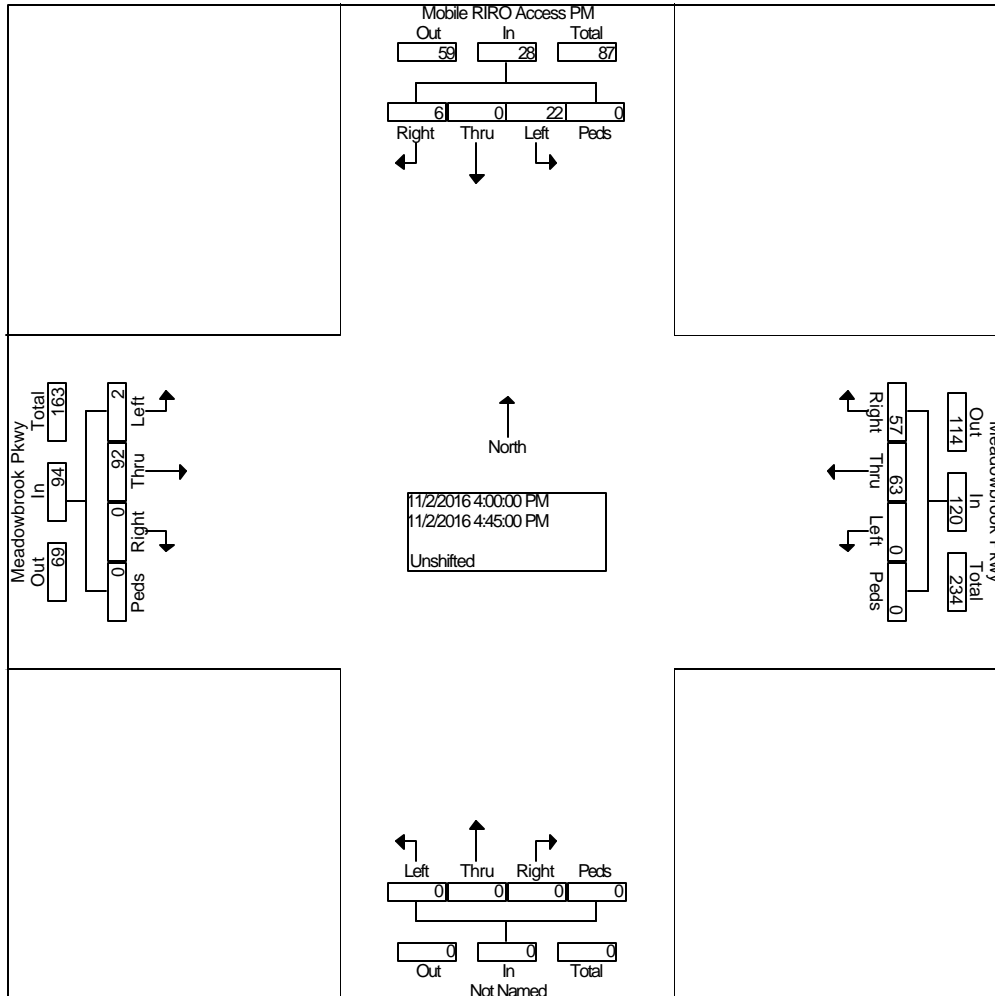 Mobile RIRO Access PM
Out In Total
59 28 87
6 0 22 0
Right Thru Left Peds
Meadowbrook Pkwy
Out In Total
69 94 163
Left Thru Right Peds
2 92 0 0
North
11/2/2016 4:00:00 PM
11/2/2016 4:45:00 PM
Unshifted
Right Thru Left Peds
57 63 0 0
Out In Total
114 120 234
Meadowbrook Pkwy
Left Thru Right Peds
0 0 0 0
0 0 0
Out In Total
Not Named